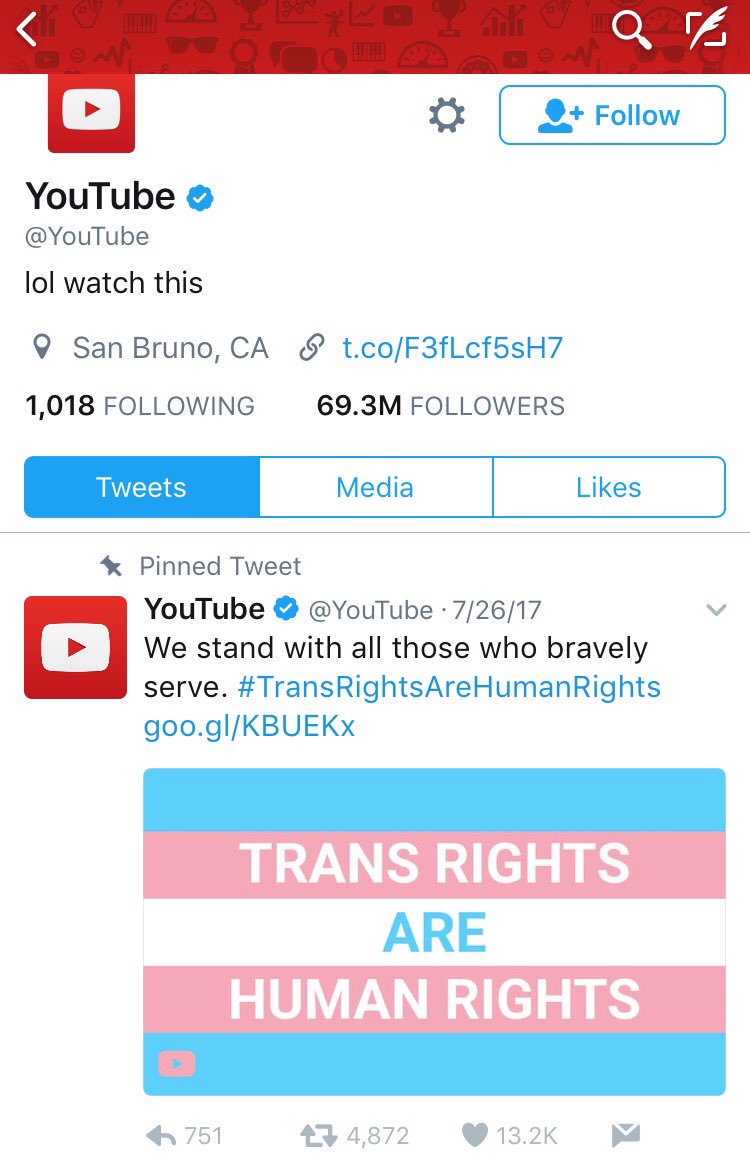 Follow
YouTube
@YouTube
lol watch this
San Bruno, CA t.co/F3fLcf5sH7
1,018 FOLLOWING 69.3M FOLLOWERS
Tweets Media Likes
Pinned Tweet
YouTube @YouTube · 7/26/17
We stand with all those who bravely
serve. #TransRightsAreHumanRights
goo.gl/KBUEKx
TRANS RIGHTS
ARE
HUMAN RIGHTS
751 4,872 13.2K